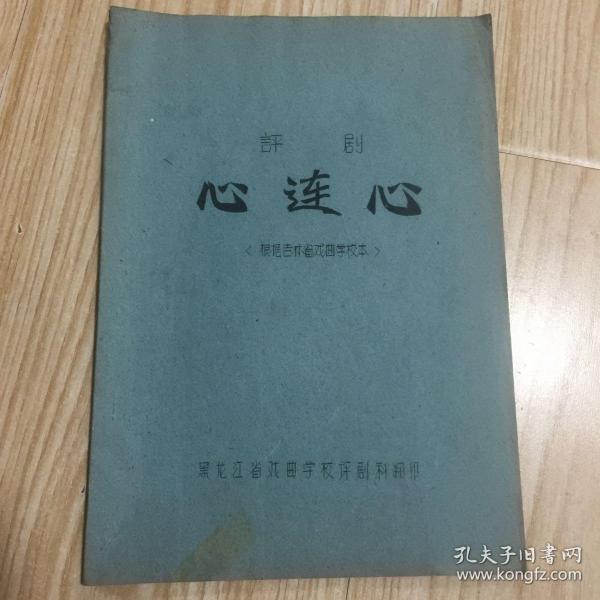 評剧
心连心
〈根据吉林省戏曲学校本〉
黑龙江省戏曲学校评剧科翻印
孔夫子旧书网
www.kongfz.com